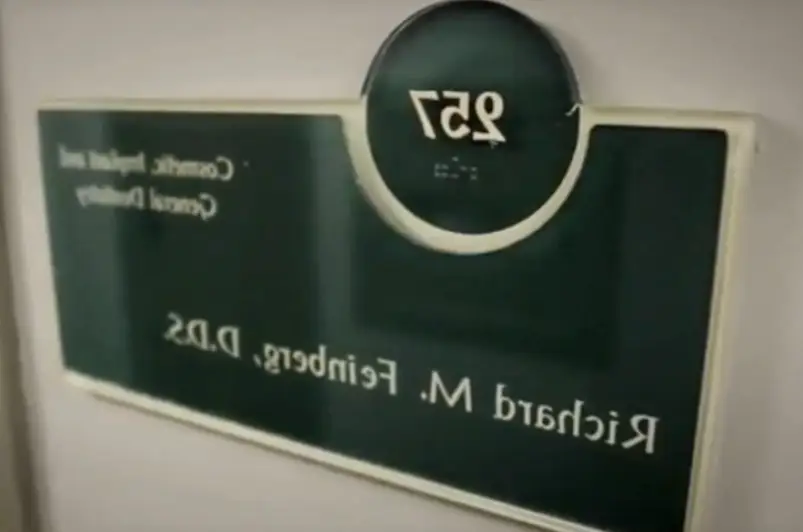 257
Cosmetic, Implant and
General Dentistry
Richard M. Feinberg, D.D.S.